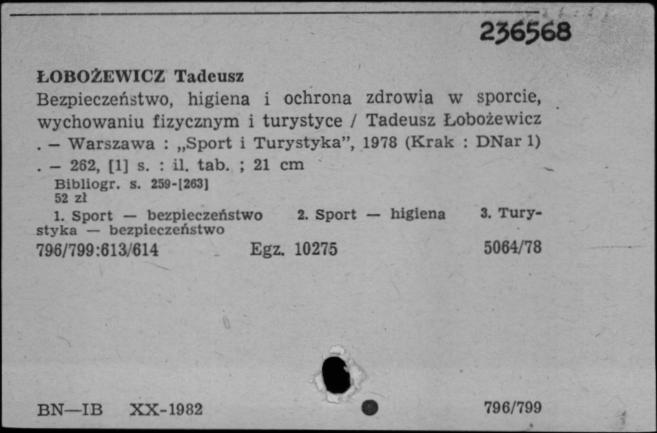 236568
ŁOBOŻEWICZ Tadeusz
Bezpieczeństwo, higiena i ochrona zdrowia w sporcie,
wychowaniu fizycznym i turystyce / Tadeusz Łobożewicz
. — Warszawa : „Sport i Turystyka”, 1978 (Krak : DNar 1)
. — 262, [1] s. : il. tab. ; 21 cm
Bibliogr. s. 259-[263]
52 zł
1. Sport — bezpieczeństwo 2. Sport — higiena 3. Tury-
styka — bezpieczeństwo
796/799:613/614 Egz. 10275 5064/78
BN—IB XX-1982 796/799